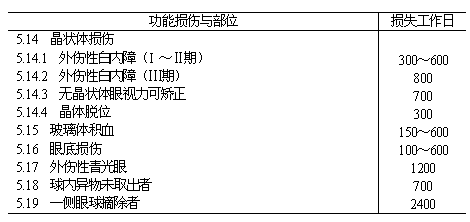 功能损伤与部位 损失工作日
5.14 晶状体损伤
5.14.1 外伤性白内障（Ⅰ～Ⅱ期） 300～600
5.14.2 外伤性白内障（III期） 800
5.14.3 无晶状体眼视力可矫正 700
5.14.4 晶体脱位 300
5.15 玻璃体积血 150～600
5.16 眼底损伤 100～600
5.17 外伤性青光眼 1200
5.18 球内异物未取出者 700
5.19 一侧眼球摘除者 2400